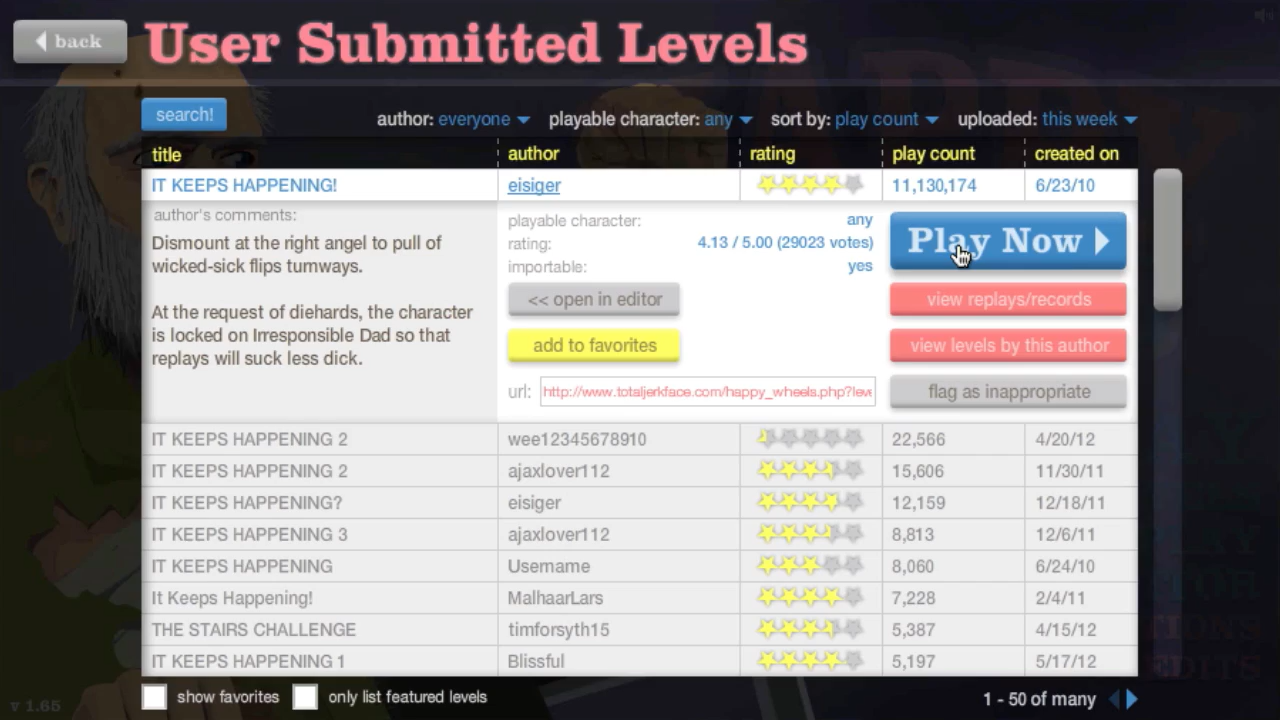 back
User Submitted Levels
search!
author: everyone playable character: any sort by: play count uploaded: this week
title author rating play count created on
IT KEEPS HAPPENING! eisiger 11,130,174 6/23/10
author's comments:
Dismount at the right angel to pull of
wicked-sick flips turnways.
At the request of diehards, the character
is locked on Irresponsible Dad so that
replays will suck less dick.
playable character: any
rating: 4.13 / 5.00 (29023 votes)
importable: yes
<< open in editor
add to favorites
url: http://www.totaljerkface.com/happy_wheels.php?leve
Play Now
view replays/records
view levels by this author
flag as inappropriate
IT KEEPS HAPPENING 2 wee12345678910 22,566 4/20/12
IT KEEPS HAPPENING 2 ajaxlover112 15,606 11/30/11
IT KEEPS HAPPENING? eisiger 12,159 12/18/11
IT KEEPS HAPPENING 3 ajaxlover112 8,813 12/6/11
IT KEEPS HAPPENING Username 8,060 6/24/10
It Keeps Happening! MalhaarLars 7,228 2/4/11
THE STAIRS CHALLENGE timforsyth15 5,387 4/15/12
IT KEEPS HAPPENING 1 Blissful 5,197 5/17/12
show favorites only list featured levels 1 - 50 of many
v 1.65